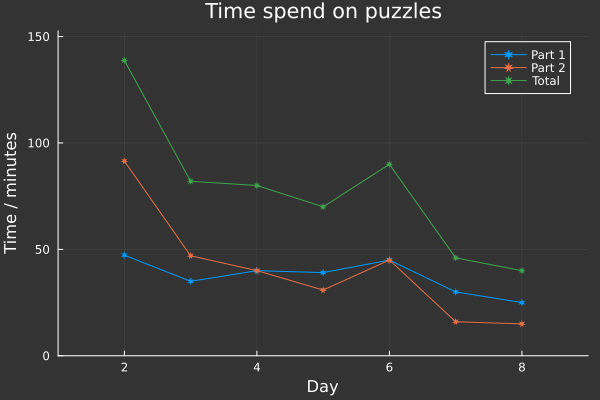 Time spend on puzzles
Time / minutes
150
100
50
0
2 4 6 8
Day
Part 1
Part 2
Total